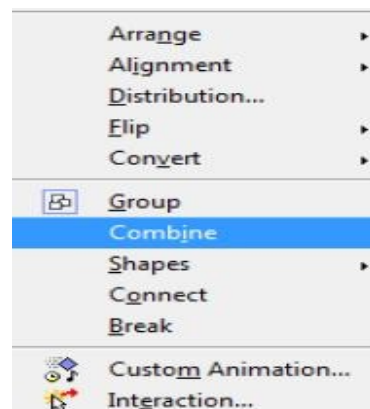 Arrange
Alignment
Distribution...
Flip
Convert
Group
Combine
Shapes
Connect
Break
Custom Animation...
Interaction...